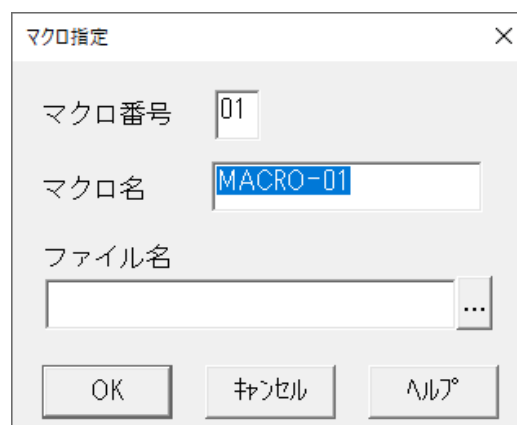 マクロ指定 ×
マクロ番号 01
マクロ名 MACRO-01
ファイル名
...
OK ｷｬﾝｾﾙ ﾍﾙﾌﾟ